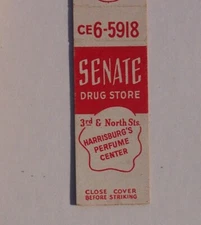 CE6-5918
SENATE
DRUG STORE
3rd & North Sts.
HARRISBURG'S
PERFUME
CENTER
CLOSE COVER
BEFORE STRIKING